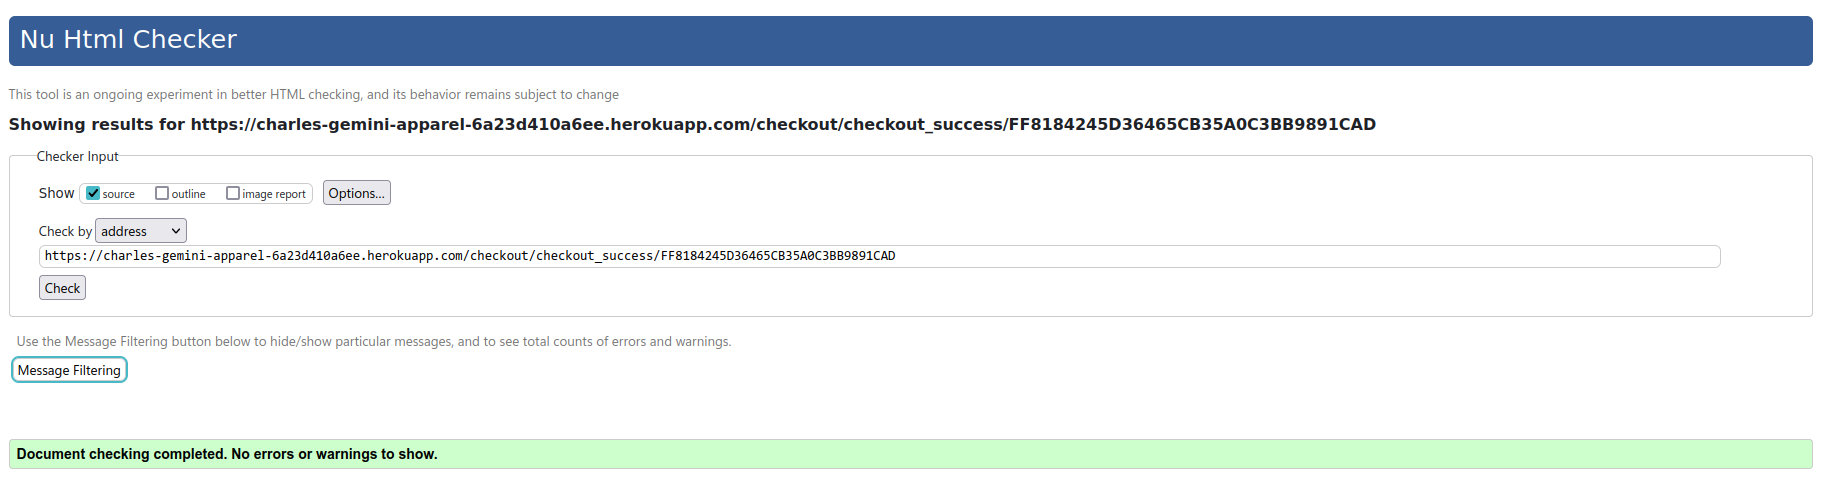 Nu Html Checker
This tool is an ongoing experiment in better HTML checking, and its behavior remains subject to change
Showing results for https://charles-gemini-apparel-6a23d410a6ee.herokuapp.com/checkout/checkout_success/FF8184245D36465CB35A0C3BB9891CAD
Checker Input
Show source outline image report Options...
Check by address
https://charles-gemini-apparel-6a23d410a6ee.herokuapp.com/checkout/checkout_success/FF8184245D36465CB35A0C3BB9891CAD
Check
Use the Message Filtering button below to hide/show particular messages, and to see total counts of errors and warnings.
Message Filtering
Document checking completed. No errors or warnings to show.